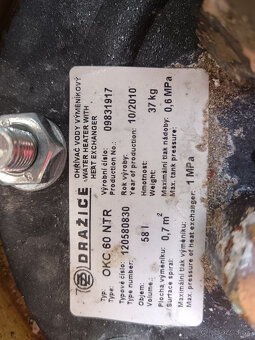 OHŘÍVAČ VODY VÝMĚNÍKOVÝ
WATER HEATER WITH
HEAT EXCHANGER
DRAŽICE
Typ:
Type:
OKC 60 NTR
Typové číslo:
Type number:
120580830
Objem:
Volume:
58 l
Plocha výměníku:
Surface spiral:
0,7 m²
Maximální tlak výměníku:
Max. pressure of heat exchanger:
1 MPa
Výrobní číslo:
Production No.:
09831917
Rok výroby:
Year of production:
10/2010
Hmotnost:
Weight:
37 kg
Maximální tlak nádoby:
Max. tank pressure:
0,6 MPa